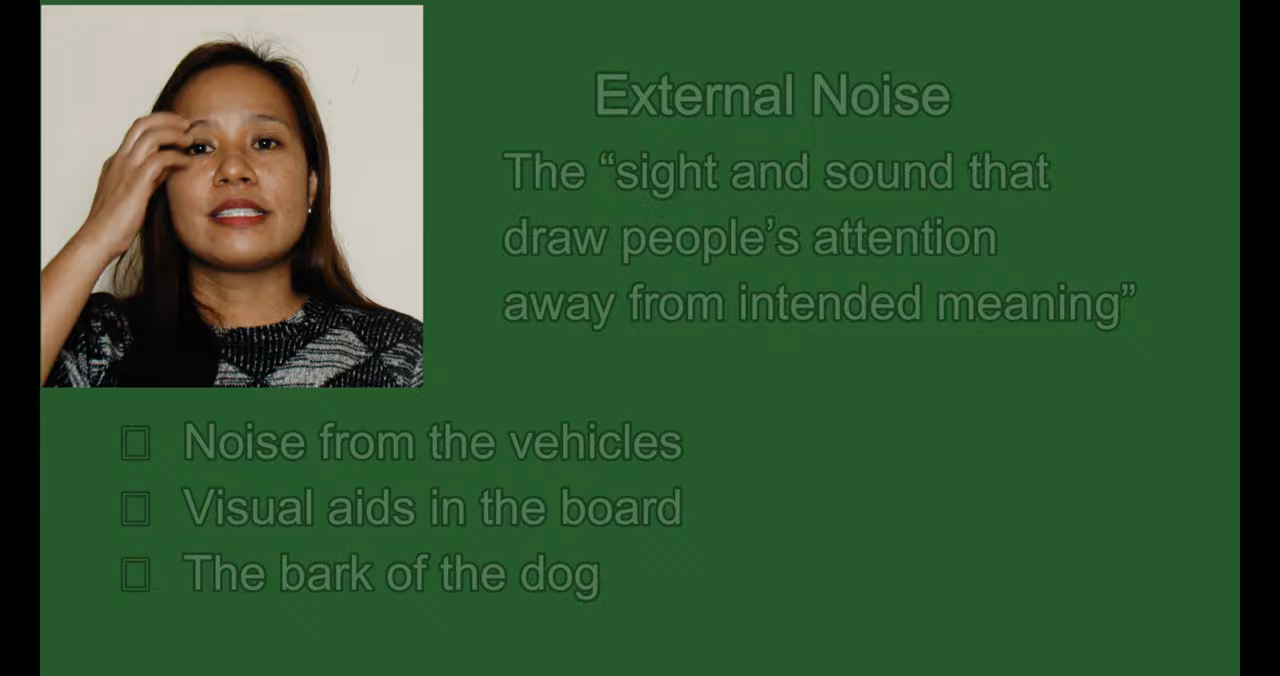 External Noise
The “sight and sound that
draw people’s attention
away from intended meaning”
Noise from the vehicles
Visual aids in the board
The bark of the dog